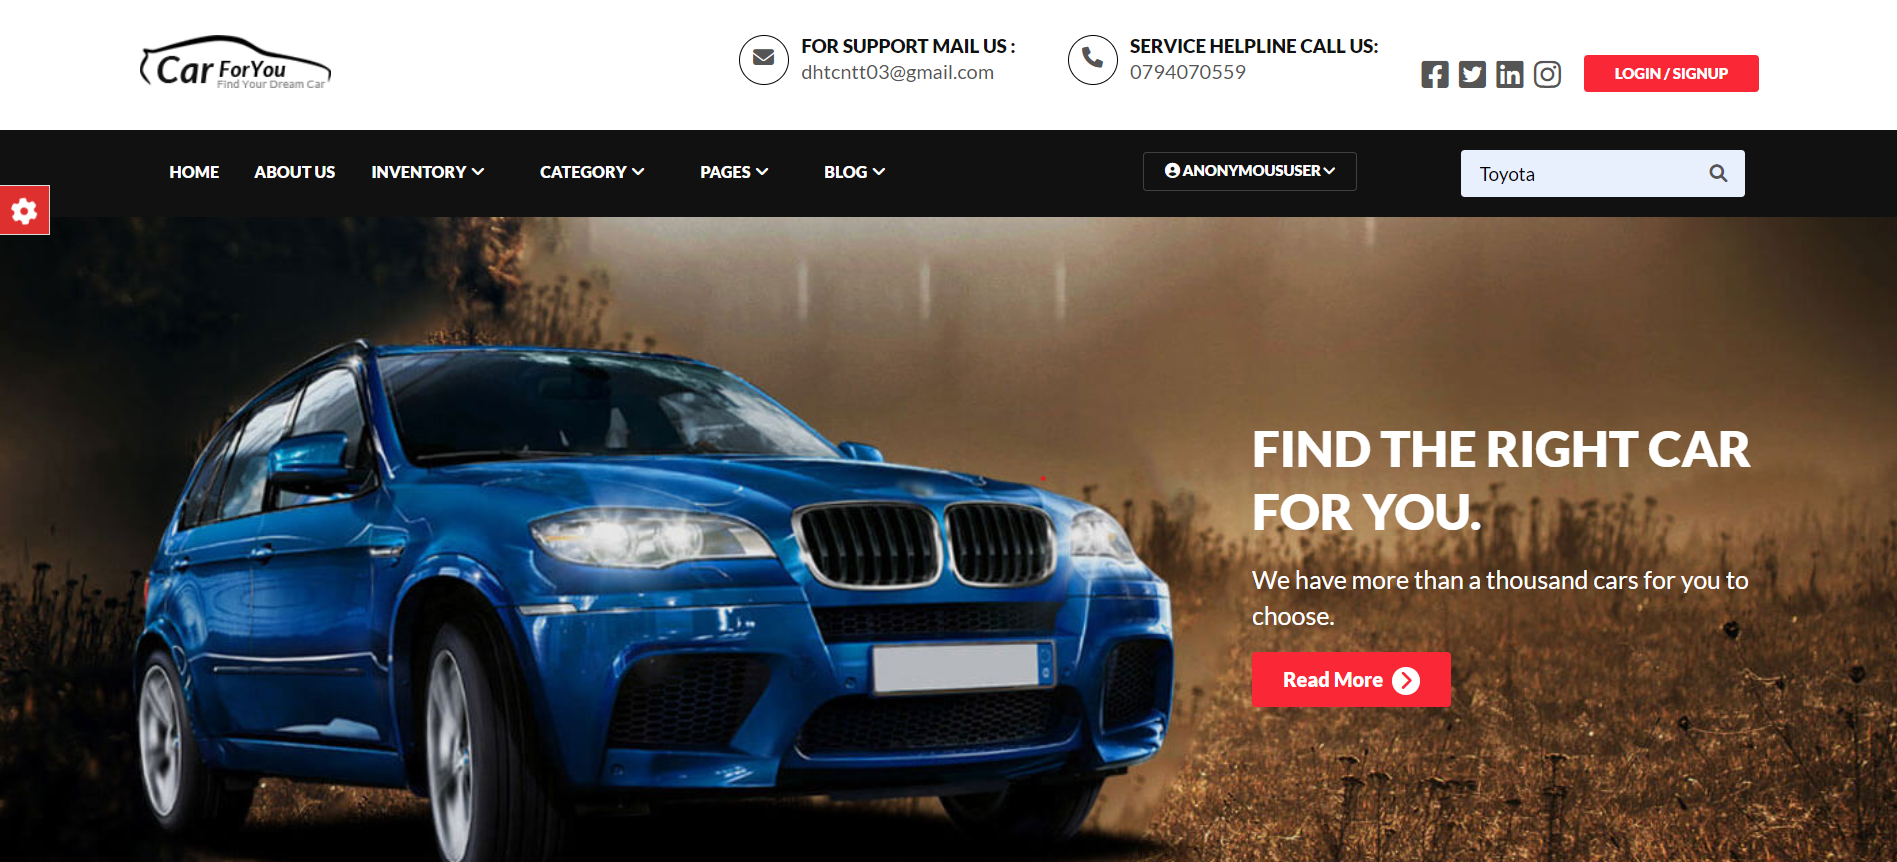 Car ForYou
Find Your Dream Car
FOR SUPPORT MAIL US :
dhtcntt03@gmail.com
SERVICE HELPLINE CALL US:
0794070559
LOGIN / SIGNUP
HOME
ABOUT US
INVENTORY
CATEGORY
PAGES
BLOG
ANONYMOUSUSER
Toyota
FIND THE RIGHT CAR
FOR YOU.
We have more than a thousand cars for you to
choose.
Read More